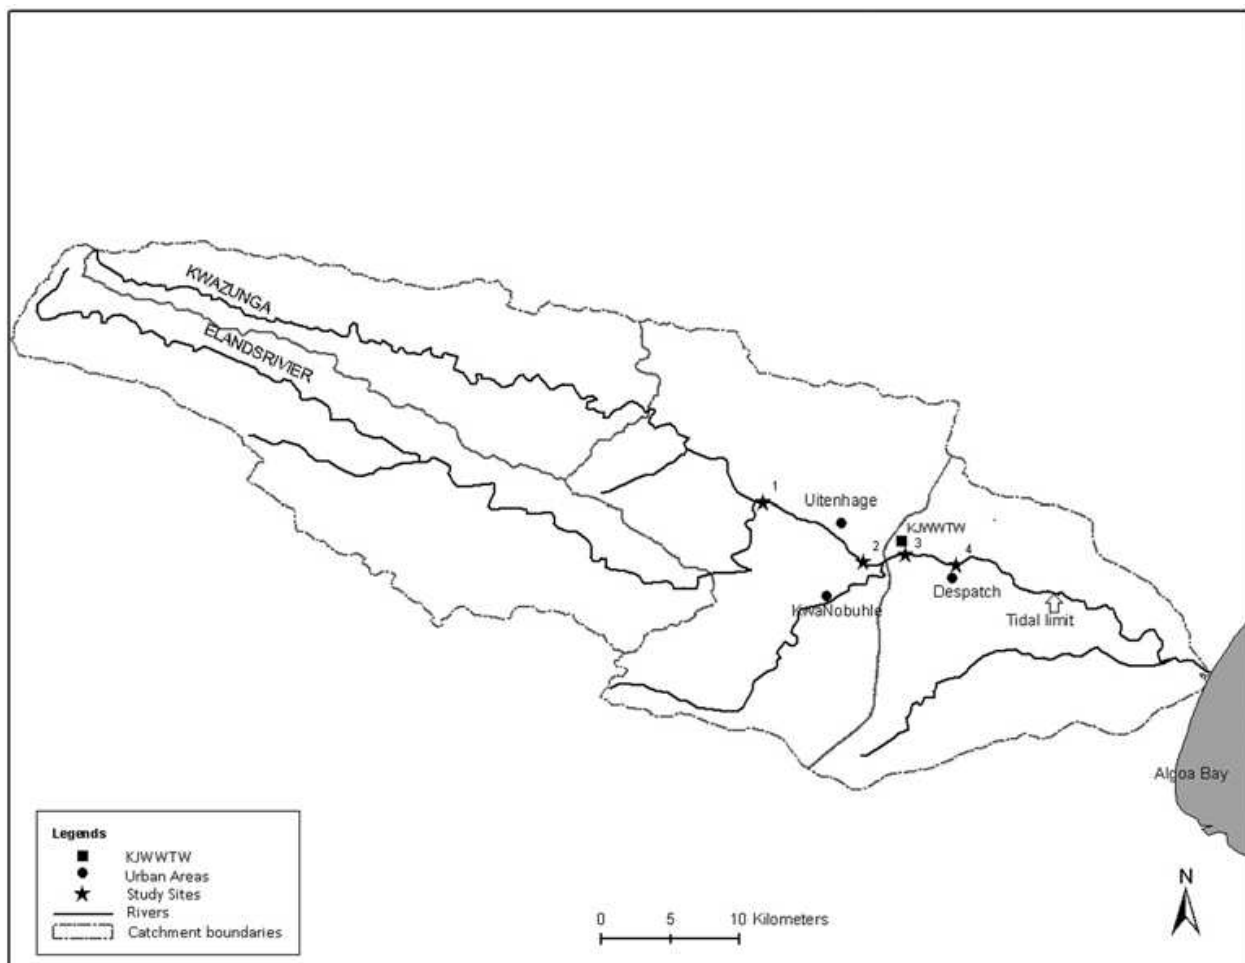 KWAZUNGA
ELANDSRIVIER
1
Uitenhage
KJWWTW
2
3
4
KwaNobuhle
Despatch
Tidal limit
Algoa Bay
Legends
KJWWTW
Urban Areas
Study Sites
Rivers
Catchment boundaries
0 5 10 Kilometers
N